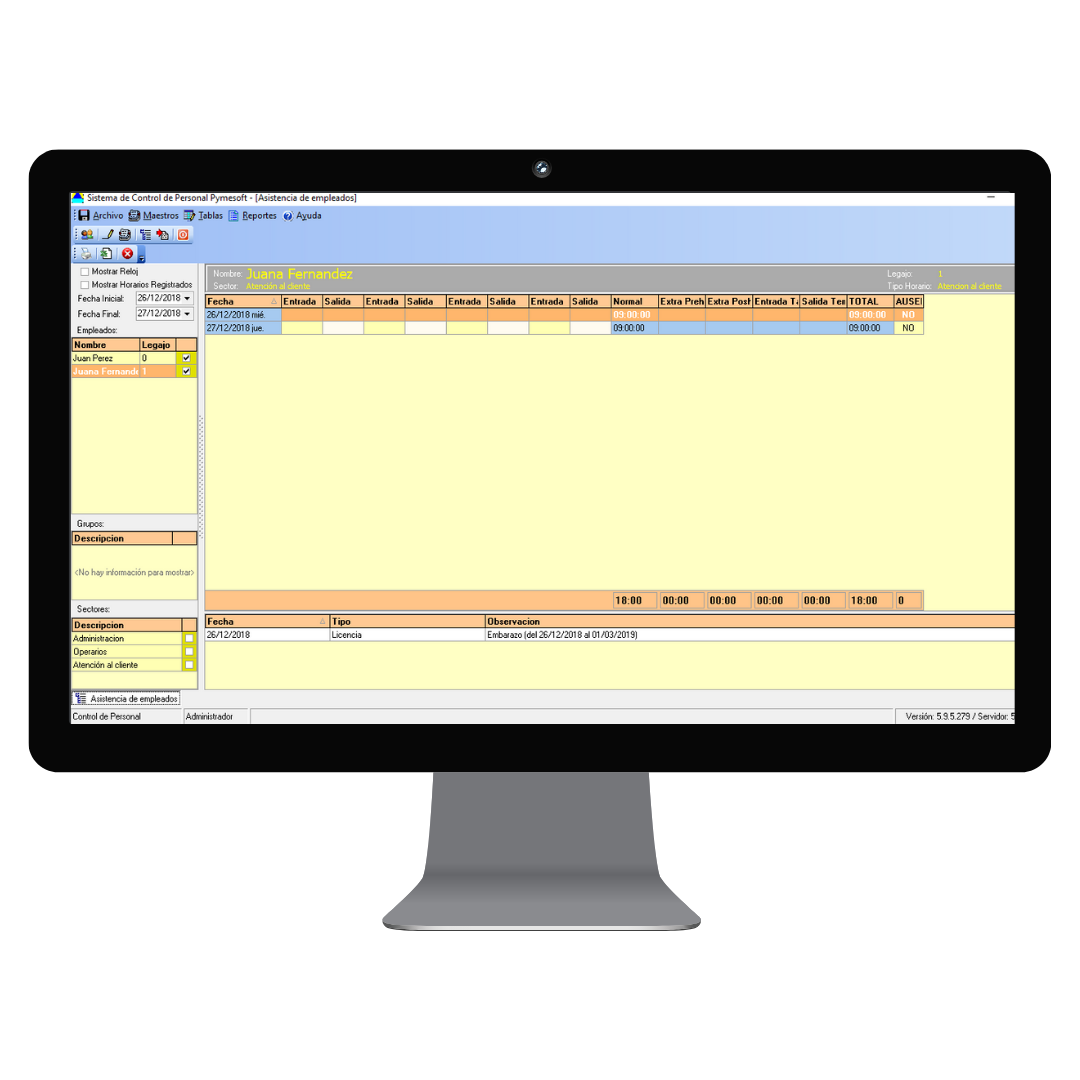 Sistema de Control de Personal Pymesoft - [Asistencia de empleados]
Archivo Maestros Tablas Reportes Ayuda
Mostrar Reloj
Mostrar Horarios Registrados
Fecha Inicial: 26/12/2018
Fecha Final: 27/12/2018
Empleados:
Nombre Legajo
Juan Perez 0
Juana Fernande 1
Grupos:
Descripcion
<No hay información para mostrar>
Sectores:
Descripcion
Administracion
Operarios
Atención al cliente
Nombre: Juana Fernandez Legajo: 1
Sector: Atención al cliente Tipo Horario: Atencion al cliente
Fecha Entrada Salida Entrada Salida Entrada Salida Entrada Salida Normal Extra Preh Extra Posh Entrada Ta Salida Tem TOTAL AUSEI
26/12/2018 mié. 09:00:00 09:00:00 NO
27/12/2018 jue. 09:00:00 09:00:00 NO
18:00 00:00 00:00 00:00 00:00 18:00 0
Fecha Tipo Observacion
26/12/2018 Licencia Embarazo (del 26/12/2018 al 01/03/2019)
Asistencia de empleados
Control de Personal Administrador Versión: 5.9.5.279 / Servidor: 5